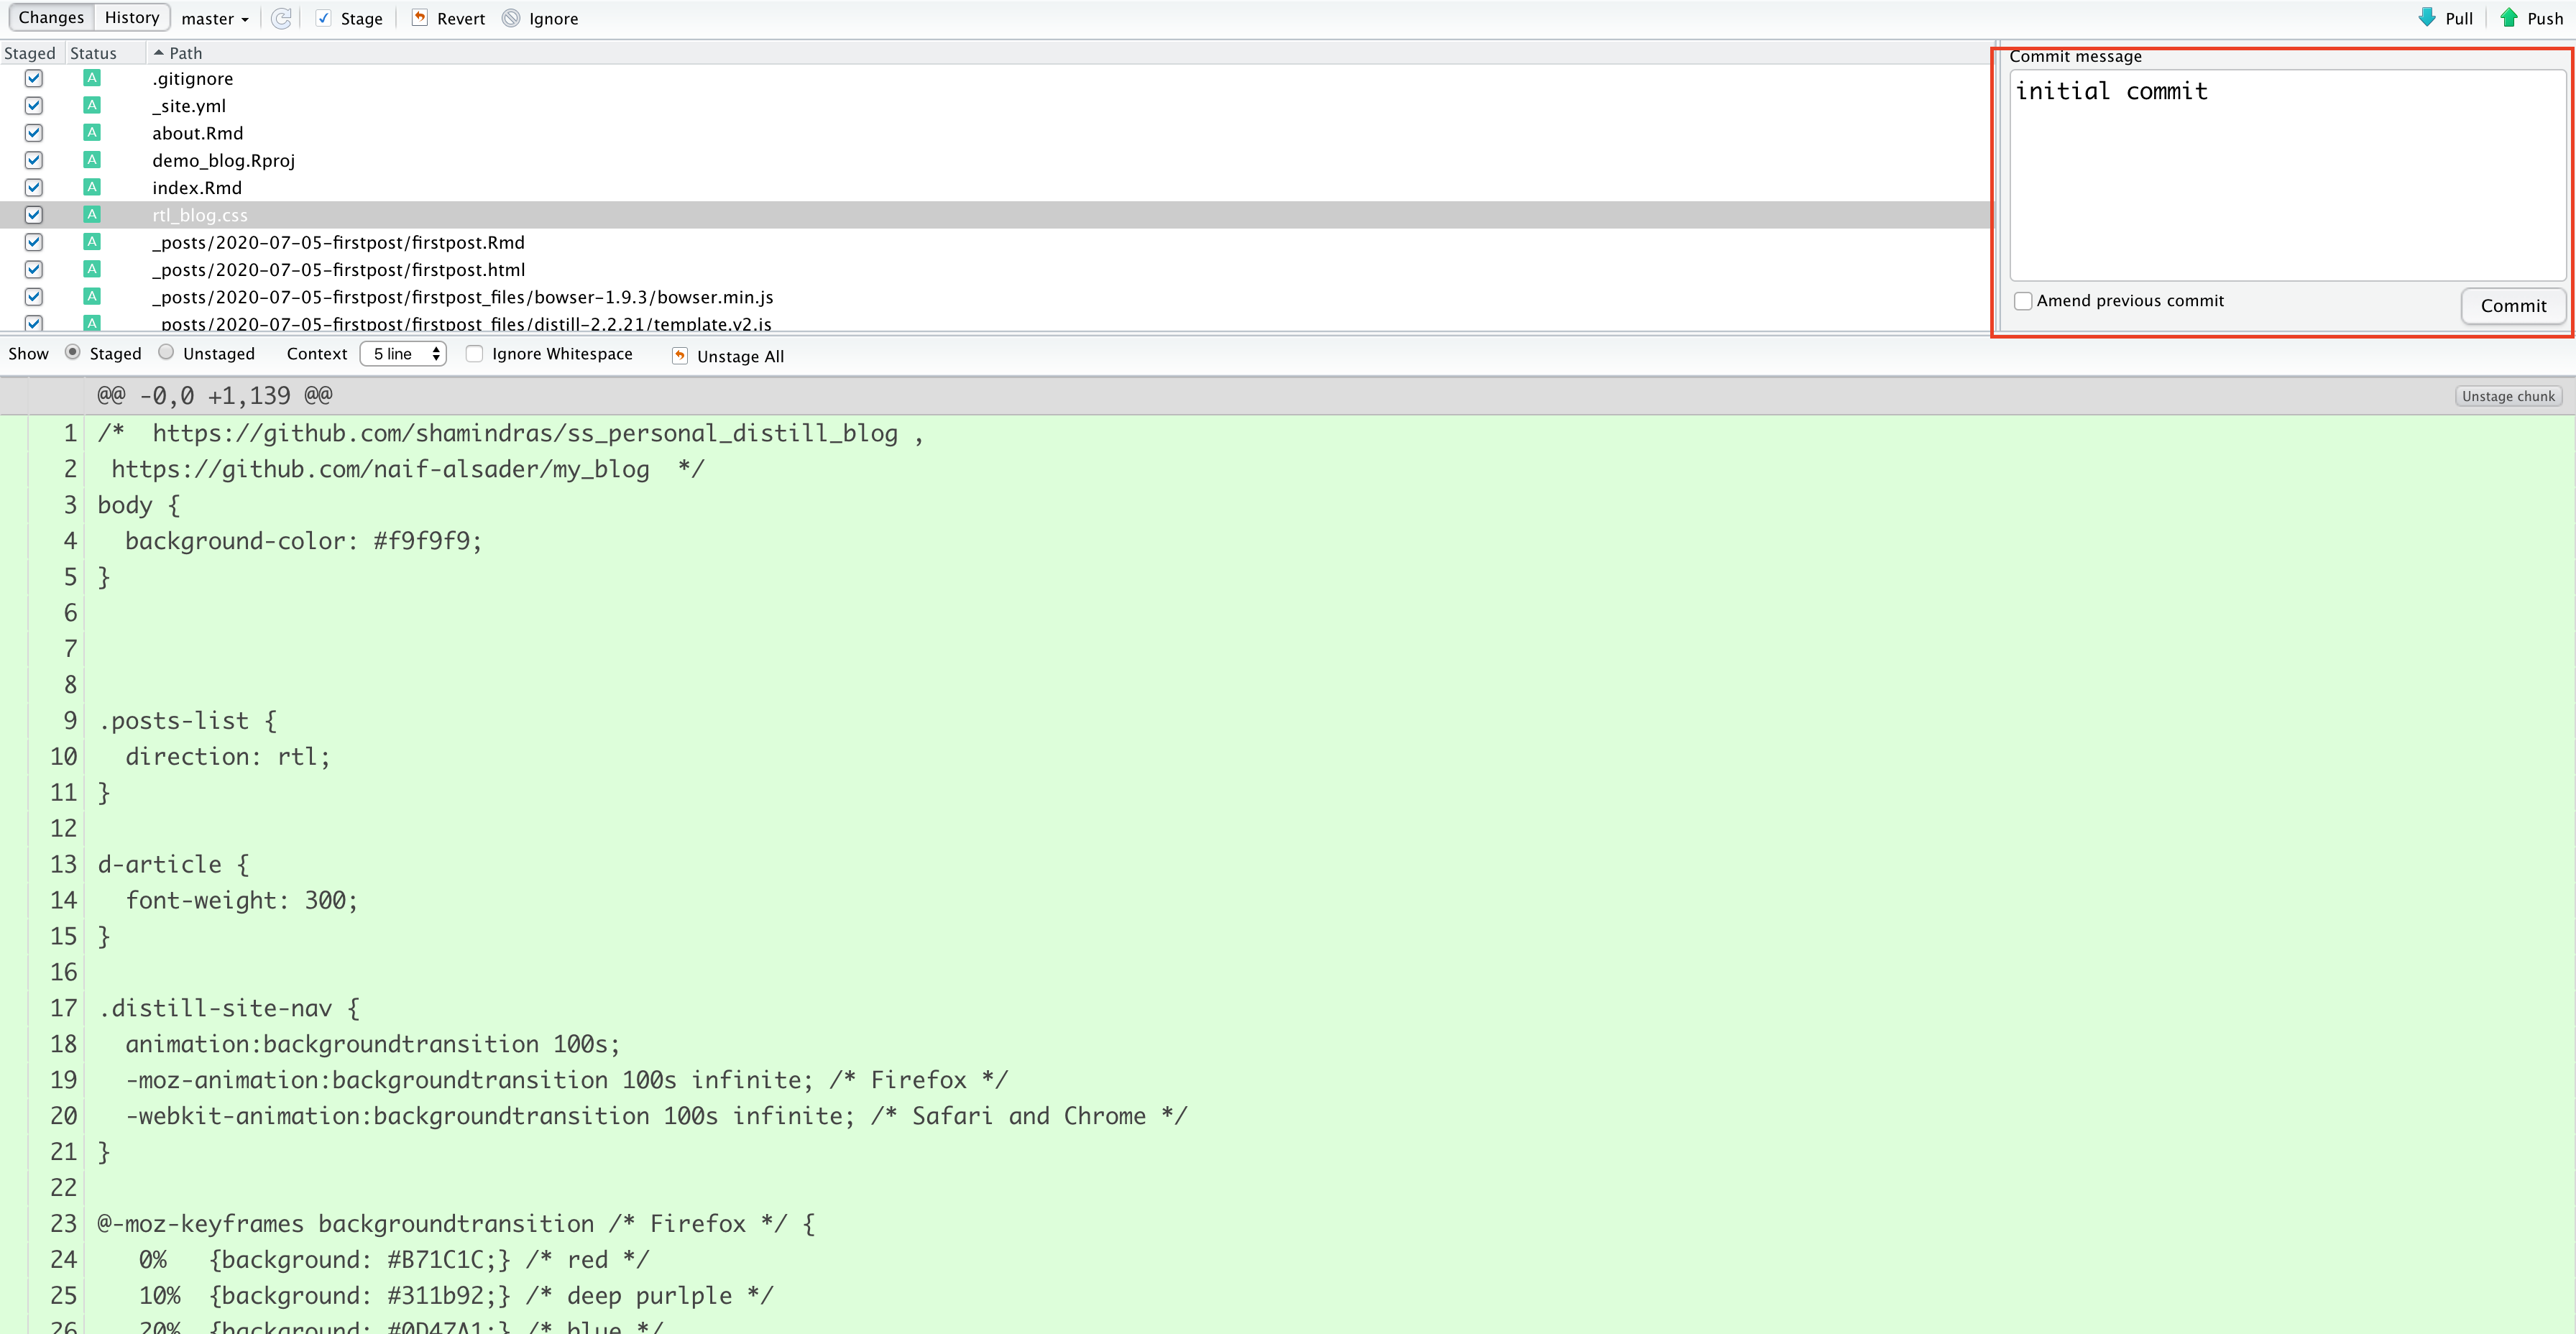 Changes History master Stage Revert Ignore Pull Push
Staged Status Path
A .gitignore
A _site.yml
A about.Rmd
A demo_blog.Rproj
A index.Rmd
A rtl_blog.css
A _posts/2020-07-05-firstpost/firstpost.Rmd
A _posts/2020-07-05-firstpost/firstpost.html
A _posts/2020-07-05-firstpost/firstpost_files/bowser-1.9.3/bowser.min.js
A _posts/2020-07-05-firstpost/firstpost_files/distill-2.2.21/template.v2.js
Commit message
initial commit
Amend previous commit Commit
Show Staged Unstaged Context 5 line Ignore Whitespace Unstage All
@@ -0,0 +1,139 @@ Unstage chunk
1 /*  https://github.com/shamindras/ss_personal_distill_blog ,
2  https://github.com/naif-alsader/my_blog  */
3 body {
4   background-color: #f9f9f9;
5 }
6
7
8
9 .posts-list {
10   direction: rtl;
11 }
12
13 d-article {
14   font-weight: 300;
15 }
16
17 .distill-site-nav {
18   animation:backgroundtransition 100s;
19   -moz-animation:backgroundtransition 100s infinite; /* Firefox */
20   -webkit-animation:backgroundtransition 100s infinite; /* Safari and Chrome */
21 }
22
23 @-moz-keyframes backgroundtransition /* Firefox */ {
24    0%   {background: #B71C1C;} /* red */
25    10%  {background: #311b92;} /* deep purlple */
26    20%  {background: #0D47A1;} /* blue */